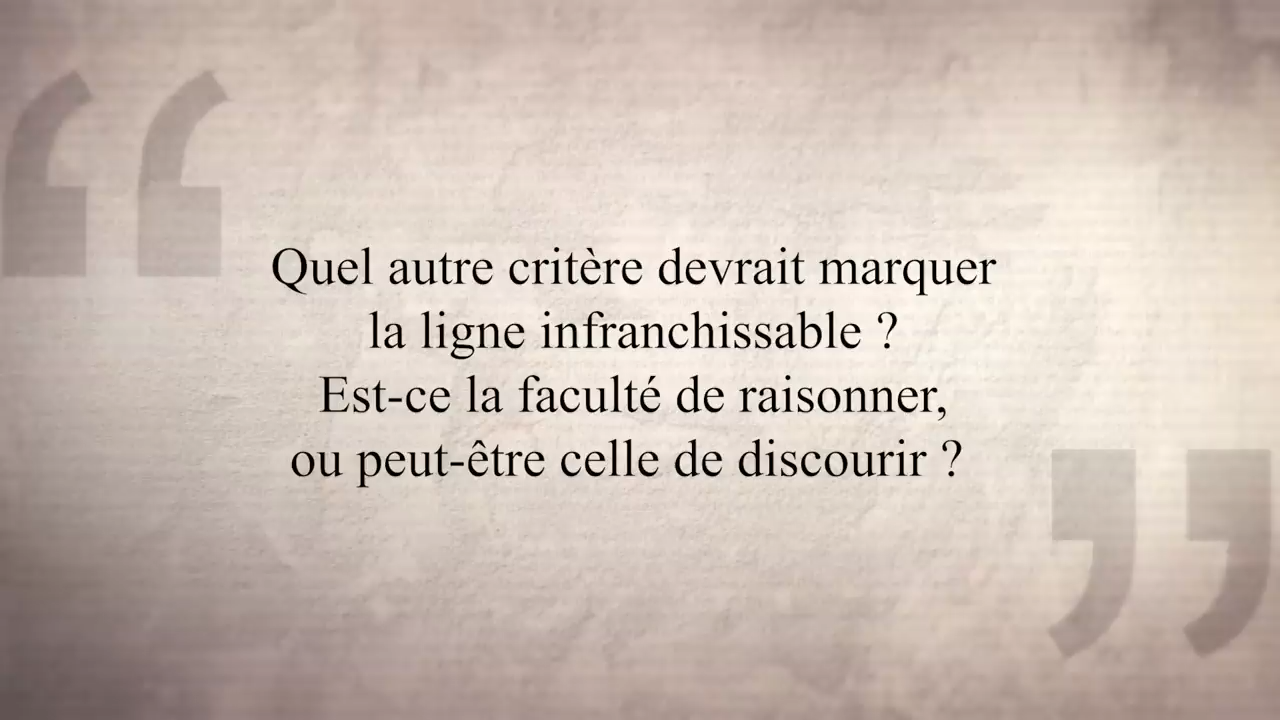 Quel autre critère devrait marquer
la ligne infranchissable ?
Est-ce la faculté de raisonner,
ou peut-être celle de discourir ?